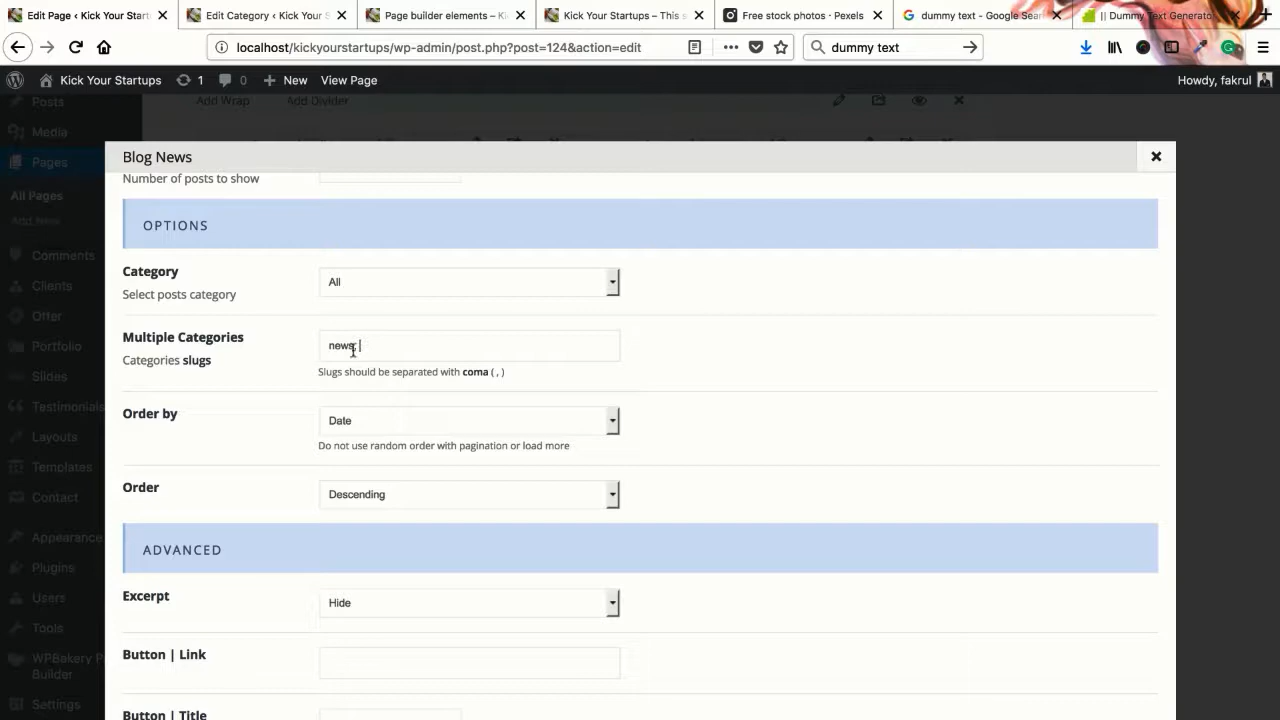 Edit Page ‹ Kick Your Start
Edit Category ‹ Kick Your S
Page builder elements – Kic
Kick Your Startups – This s
Free stock photos · Pexels
dummy text - Google Sear
|| Dummy Text Generator
localhost/kickyourstartups/wp-admin/post.php?post=124&action=edit
dummy text
Kick Your Startups
1
0
New
View Page
Howdy, fakrul
Posts
Add Wrap
Add Divider
Media
Pages
All Pages
Add New
Comments
Clients
Offer
Portfolio
Slides
Testimonials
Layouts
Templates
Contact
Appearance
Plugins
Users
Tools
WPBakery P
Builder
Settings
Blog News
Number of posts to show
OPTIONS
Category
Select posts category
All
Multiple Categories
Categories slugs
news
Slugs should be separated with coma ( , )
Order by
Date
Do not use random order with pagination or load more
Order
Descending
ADVANCED
Excerpt
Hide
Button | Link
Button | Title